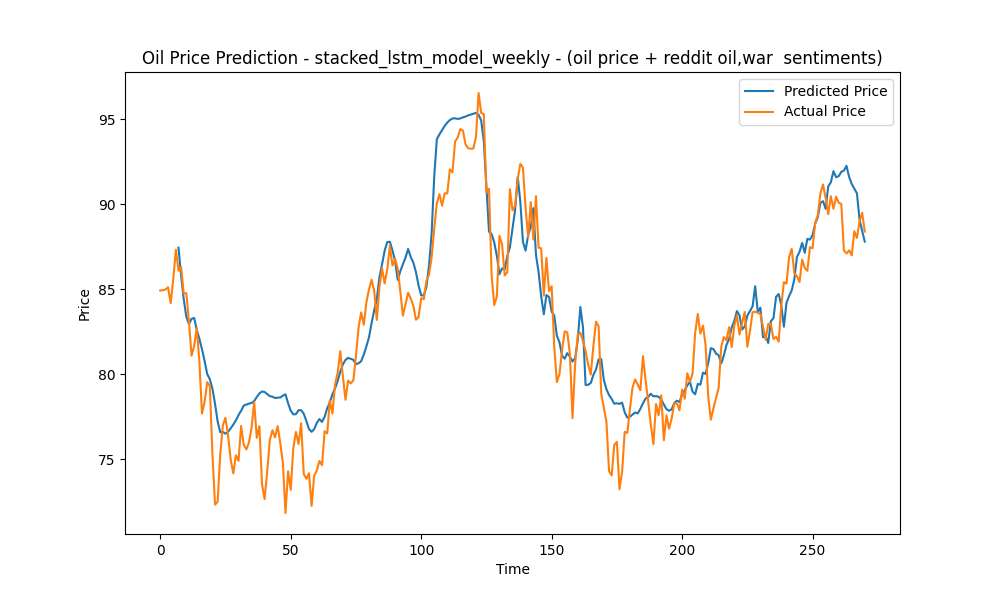 Oil Price Prediction - stacked_lstm_model_weekly - (oil price + reddit oil,war  sentiments)
Predicted Price
Actual Price
95
90
85
80
75
Price
0 50 100 150 200 250
Time